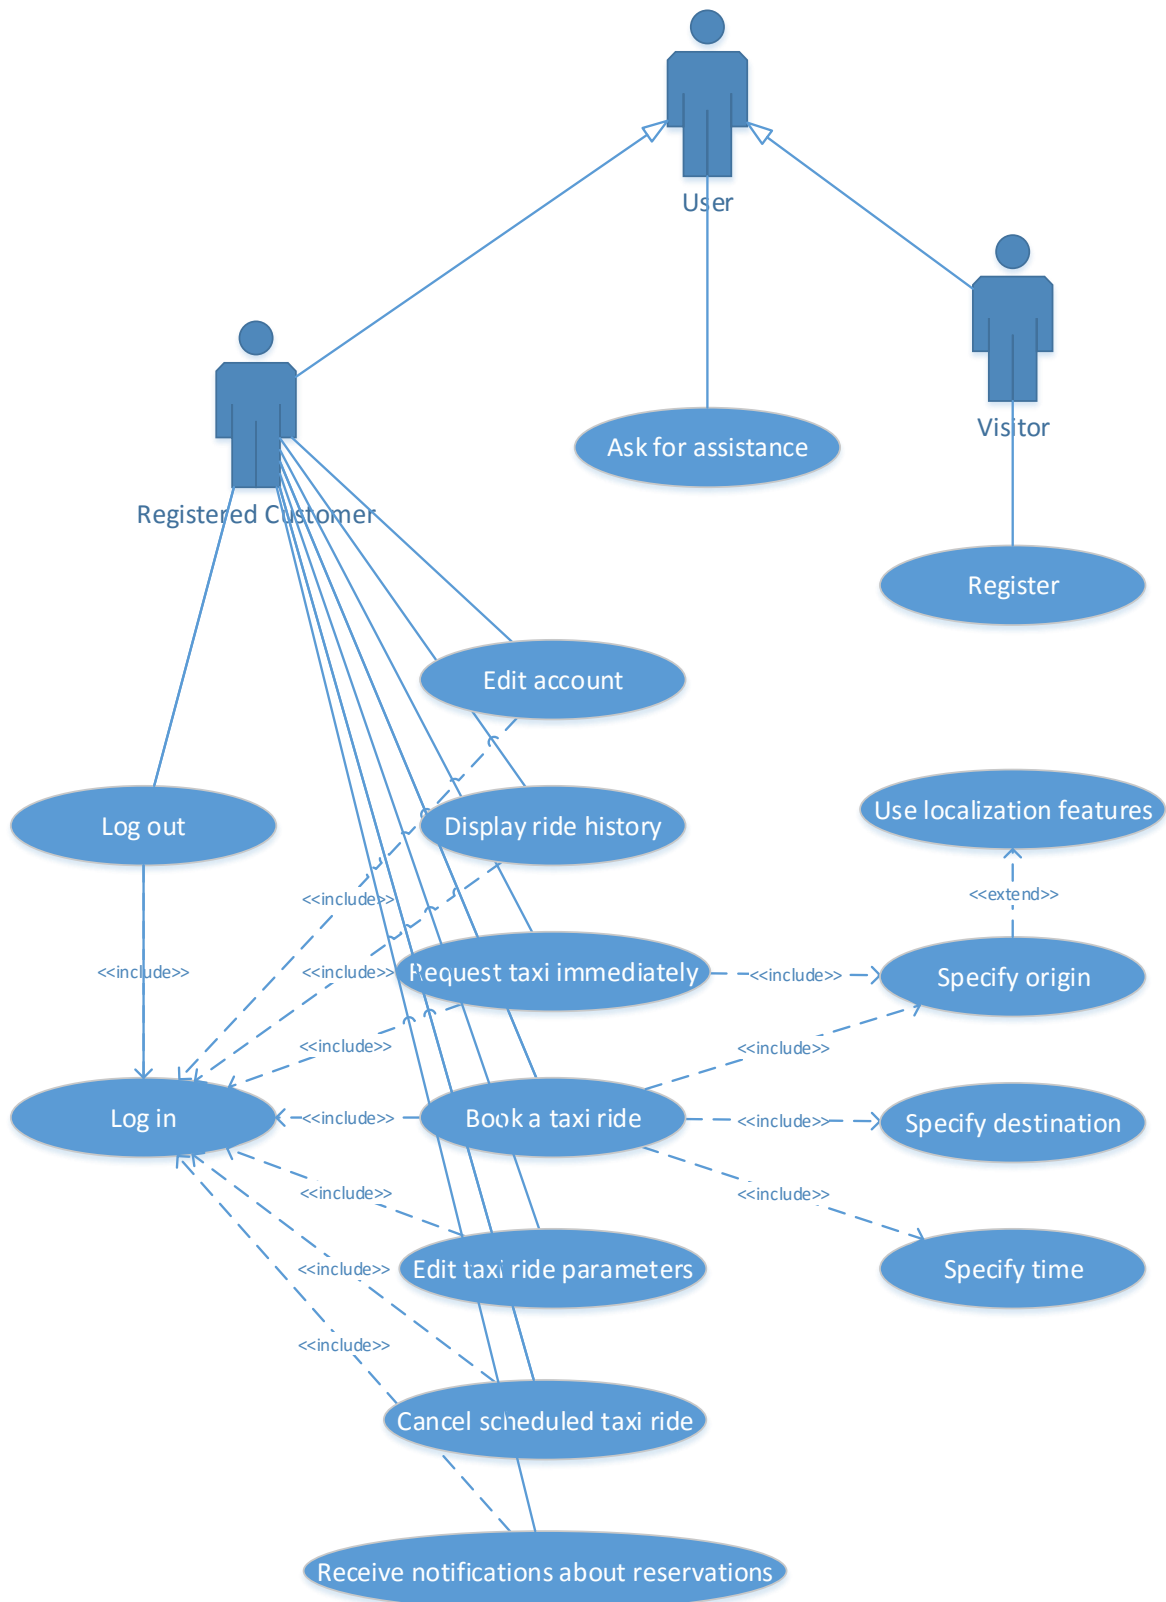 User
Visitor
Ask for assistance
Registered Customer
Register
Edit account
Log out
Display ride history
Use localization features
<<include>>
<<extend>>
<<include>>
<<include>>
Request taxi immediately
<<include>>
Specify origin
<<include>>
<<include>>
Log in
<<include>>
Book a taxi ride
<<include>>
Specify destination
<<include>>
<<include>>
Edit taxi ride parameters
Specify time
<<include>>
<<include>>
Cancel scheduled taxi ride
Receive notifications about reservations